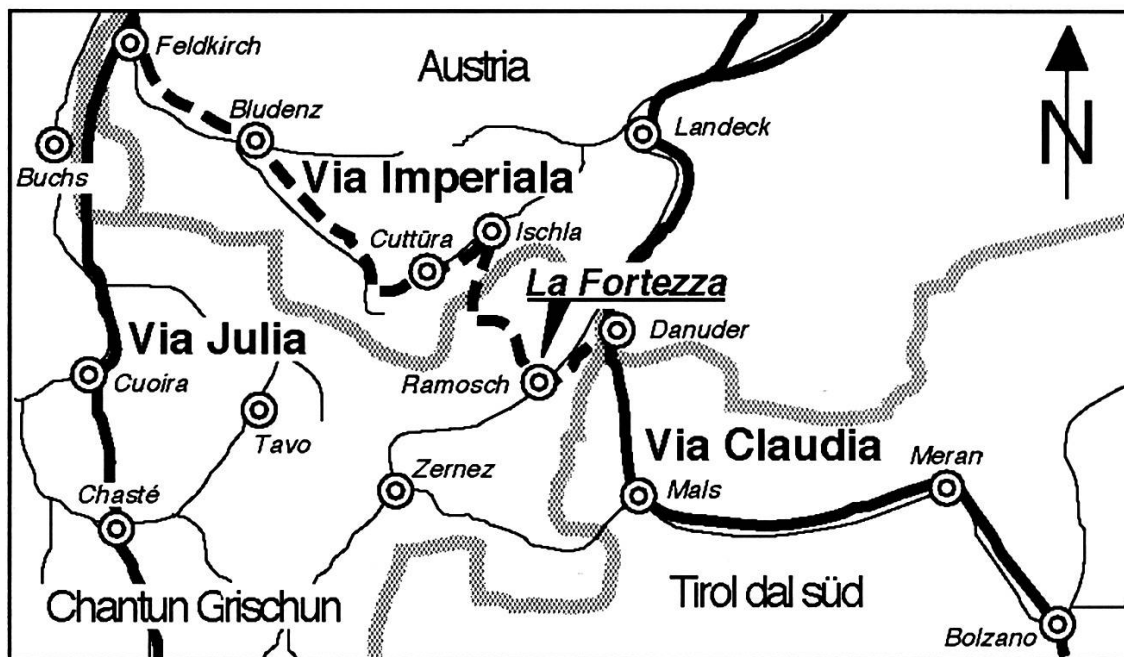 Feldkirch
Austria
N
Bludenz
Landeck
Buchs
Via Imperiala
Cuttüra
Ischla
La Fortezza
Via Julia
Danuder
Cuoira
Ramosch
Tavo
Via Claudia
Zernez
Meran
Chasté
Mals
Chantun Grischun
Tirol dal süd
Bolzano